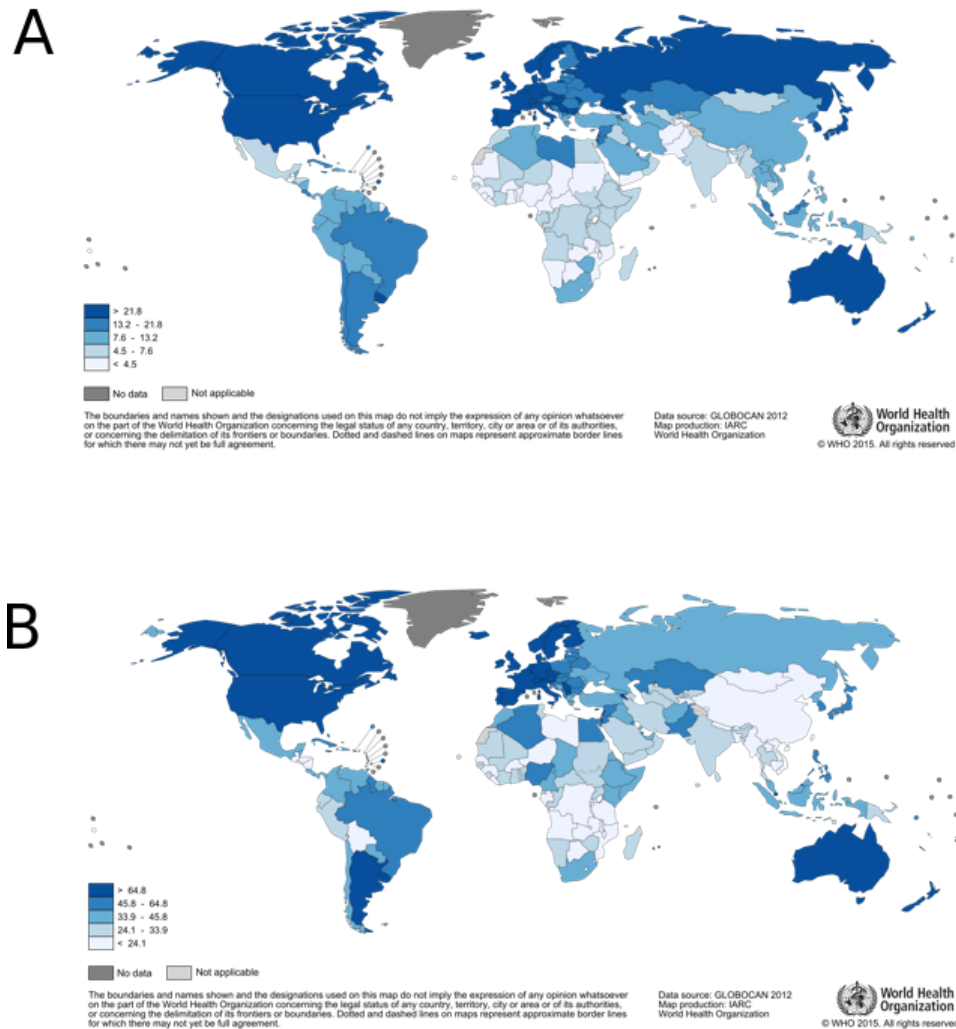 A
> 21.8
13.2 - 21.8
7.6 - 13.2
4.5 - 7.6
< 4.5
No data Not applicable
The boundaries and names shown and the designations used on this map do not imply the expression of any opinion whatsoever
on the part of the World Health Organization concerning the legal status of any country, territory, city or area or of its authorities,
or concerning the delimitation of its frontiers or boundaries. Dotted and dashed lines on maps represent approximate border lines
for which there may not yet be full agreement.
Data source: GLOBOCAN 2012
Map production: IARC
World Health Organization
World Health
Organization
© WHO 2015. All rights reserved
B
> 64.8
45.8 - 64.8
33.9 - 45.8
24.1 - 33.9
< 24.1
No data Not applicable
The boundaries and names shown and the designations used on this map do not imply the expression of any opinion whatsoever
on the part of the World Health Organization concerning the legal status of any country, territory, city or area or of its authorities,
or concerning the delimitation of its frontiers or boundaries. Dotted and dashed lines on maps represent approximate border lines
for which there may not yet be full agreement.
Data source: GLOBOCAN 2012
Map production: IARC
World Health Organization
World Health
Organization
© WHO 2015. All rights reserved